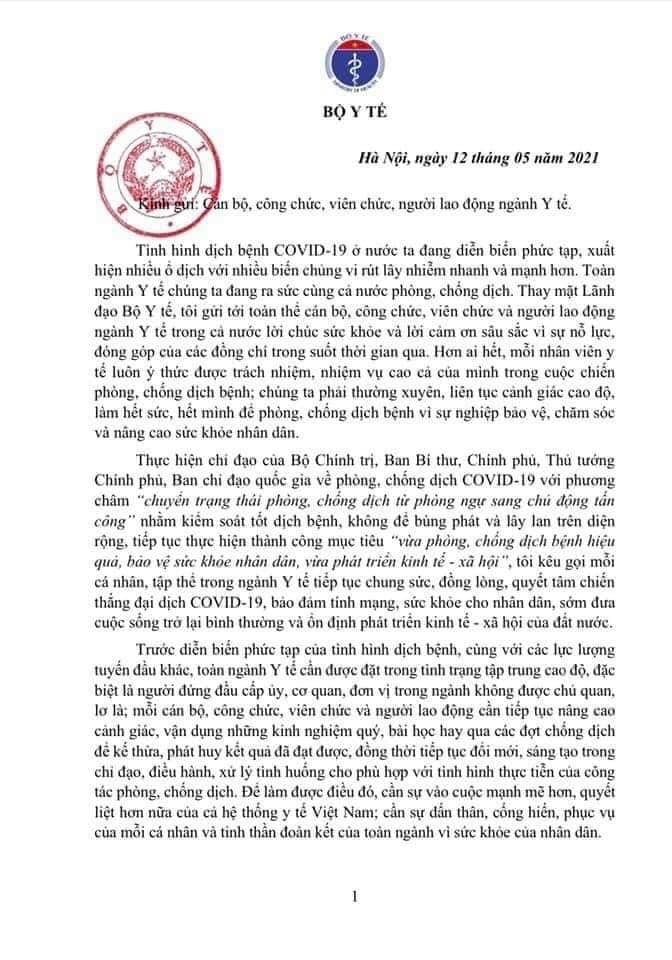 BỘ Y TẾ
MINISTRY OF HEALTH
BỘ Y TẾ
Hà Nội, ngày 12 tháng 05 năm 2021
BỘ Y TẾ
Kính gửi: Cán bộ, công chức, viên chức, người lao động ngành Y tế.
Tình hình dịch bệnh COVID-19 ở nước ta đang diễn biến phức tạp, xuất
hiện nhiều ổ dịch với nhiều biến chủng vi rút lây nhiễm nhanh và mạnh hơn. Toàn
ngành Y tế chúng ta đang ra sức cùng cả nước phòng, chống dịch. Thay mặt Lãnh
đạo Bộ Y tế, tôi gửi tới toàn thể cán bộ, công chức, viên chức và người lao động
ngành Y tế trong cả nước lời chúc sức khỏe và lời cảm ơn sâu sắc vì sự nỗ lực,
đóng góp của các đồng chí trong suốt thời gian qua. Hơn ai hết, mỗi nhân viên y
tế luôn ý thức được trách nhiệm, nhiệm vụ cao cả của mình trong cuộc chiến
phòng, chống dịch bệnh; chúng ta phải thường xuyên, liên tục cảnh giác cao độ,
làm hết sức, hết mình để phòng, chống dịch bệnh vì sự nghiệp bảo vệ, chăm sóc
và nâng cao sức khỏe nhân dân.
Thực hiện chỉ đạo của Bộ Chính trị, Ban Bí thư, Chính phủ, Thủ tướng
Chính phủ, Ban chỉ đạo quốc gia về phòng, chống dịch COVID-19 với phương
châm “chuyển trạng thái phòng, chống dịch từ phòng ngự sang chủ động tấn
công” nhằm kiểm soát tốt dịch bệnh, không để bùng phát và lây lan trên diện
rộng, tiếp tục thực hiện thành công mục tiêu “vừa phòng, chống dịch bệnh hiệu
quả, bảo vệ sức khỏe nhân dân, vừa phát triển kinh tế - xã hội”, tôi kêu gọi mỗi
cá nhân, tập thể trong ngành Y tế tiếp tục chung sức, đồng lòng, quyết tâm chiến
thắng đại dịch COVID-19, bảo đảm tính mạng, sức khỏe cho nhân dân, sớm đưa
cuộc sống trở lại bình thường và ổn định phát triển kinh tế - xã hội của đất nước.
Trước diễn biến phức tạp của tình hình dịch bệnh, cùng với các lực lượng
tuyến đầu khác, toàn ngành Y tế cần được đặt trong tình trạng tập trung cao độ, đặc
biệt là người đứng đầu cấp ủy, cơ quan, đơn vị trong ngành không được chủ quan,
lơ là; mỗi cán bộ, công chức, viên chức và người lao động cần tiếp tục nâng cao
cảnh giác, vận dụng những kinh nghiệm quý, bài học hay qua các đợt chống dịch
để kế thừa, phát huy kết quả đã đạt được, đồng thời tiếp tục đổi mới, sáng tạo trong
chỉ đạo, điều hành, xử lý tình huống cho phù hợp với tình hình thực tiễn của công
tác phòng, chống dịch. Để làm được điều đó, cần sự vào cuộc mạnh mẽ hơn, quyết
liệt hơn nữa của cả hệ thống y tế Việt Nam; cần sự dấn thân, cống hiến, phục vụ
của mỗi cá nhân và tinh thần đoàn kết của toàn ngành vì sức khỏe của nhân dân.
1